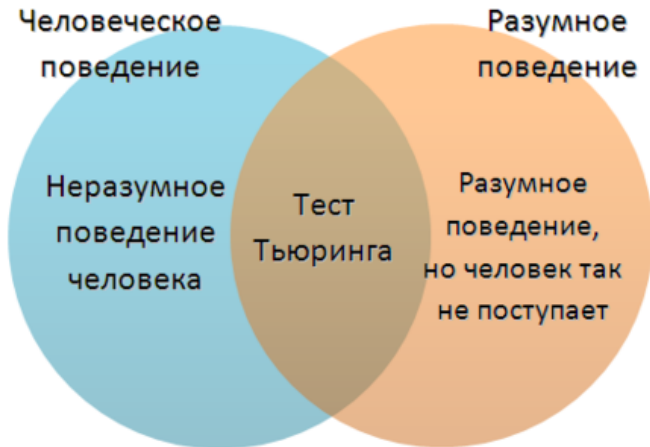 Человеческое
поведение
Разумное
поведение
Неразумное
поведение
человека
Тест
Тьюринга
Разумное
поведение,
но человек так
не поступает